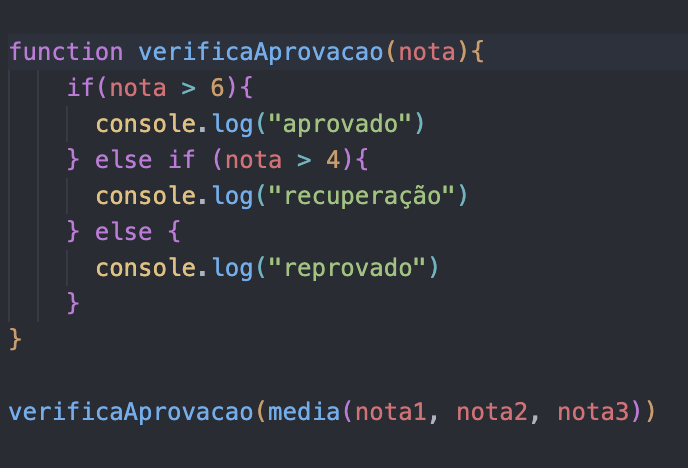 function verificaAprovacao(nota){
if(nota > 6){
console.log("aprovado")
} else if (nota > 4){
console.log("recuperação")
} else {
console.log("reprovado")
}
}
verificaAprovacao(media(nota1, nota2, nota3))